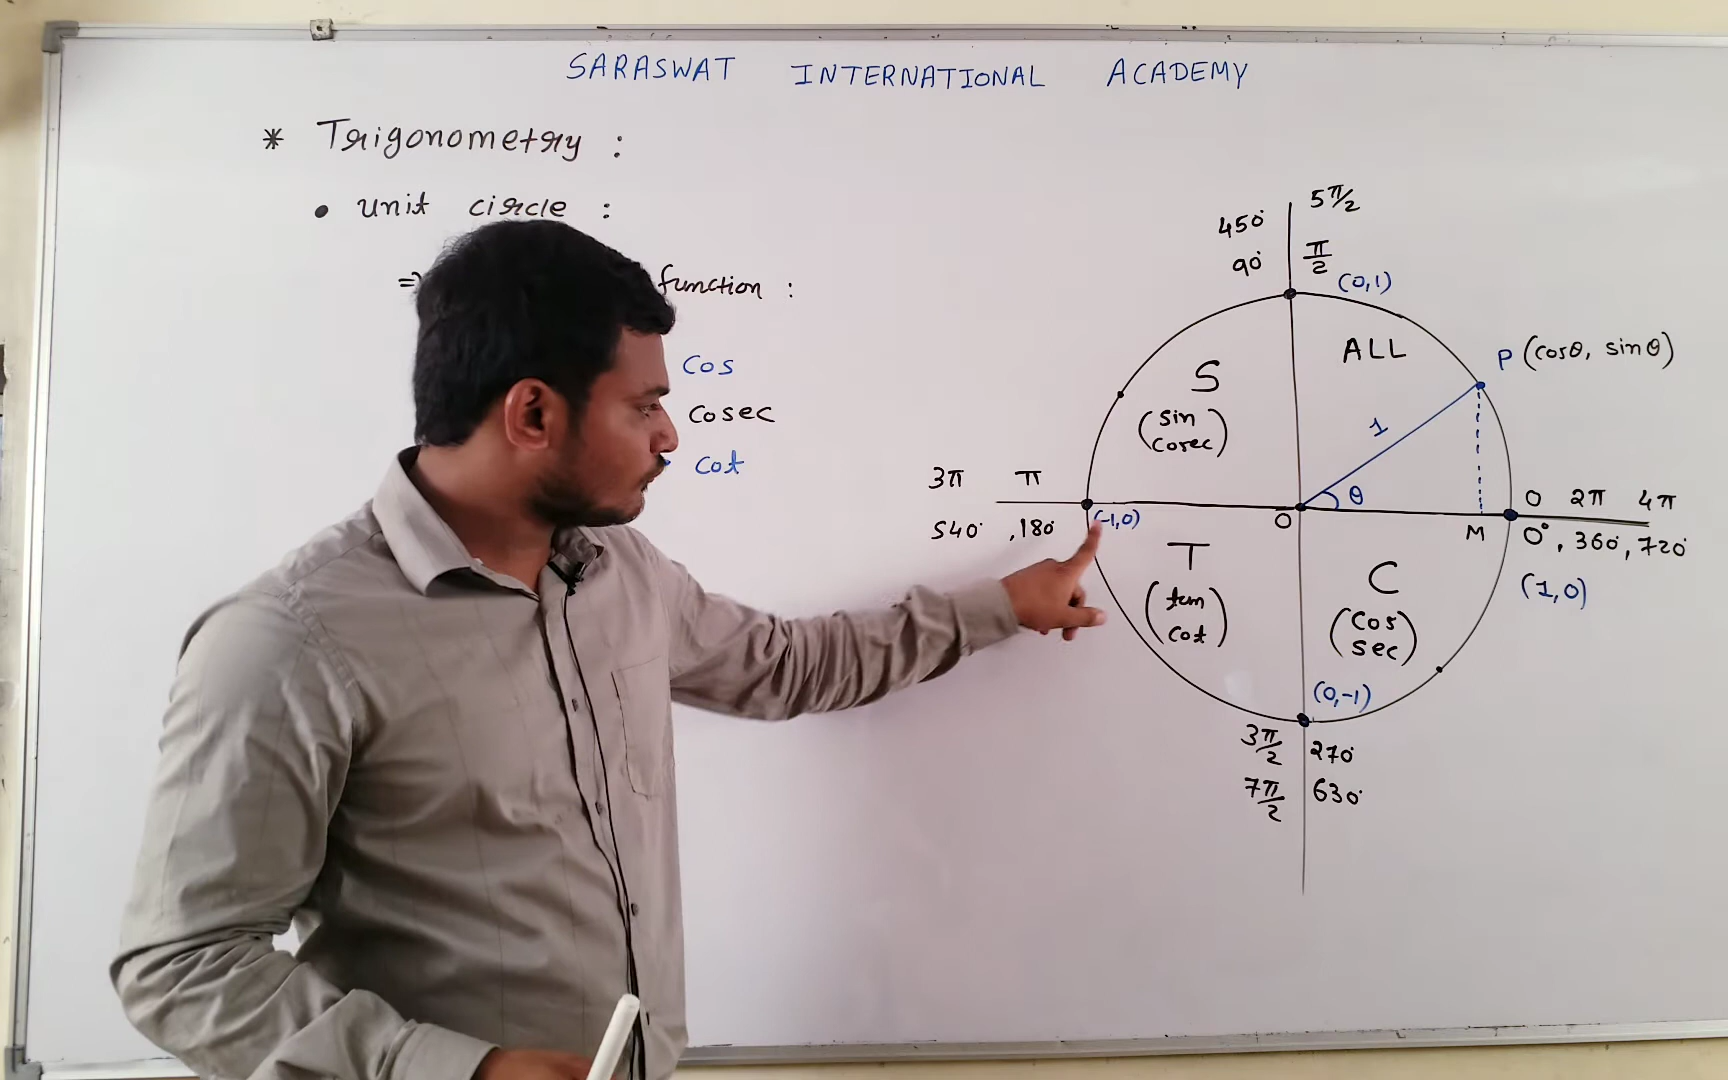 SARASWAT INTERNATIONAL ACADEMY
* Trigonometry :
• unit circle :
⇒ function :
cos
cosec
cot
450° 5π/2
90° π/2
(0,1)
ALL
P (cosθ, sinθ)
S
(sin
cosec)
1
θ
3π π
540° , 180°
(-1,0)
O
M
0 2π 4π
0°, 360°, 720°
(1,0)
T
(tan
cot)
C
(cos
sec)
(0,-1)
3π/2 270°
7π/2 630°